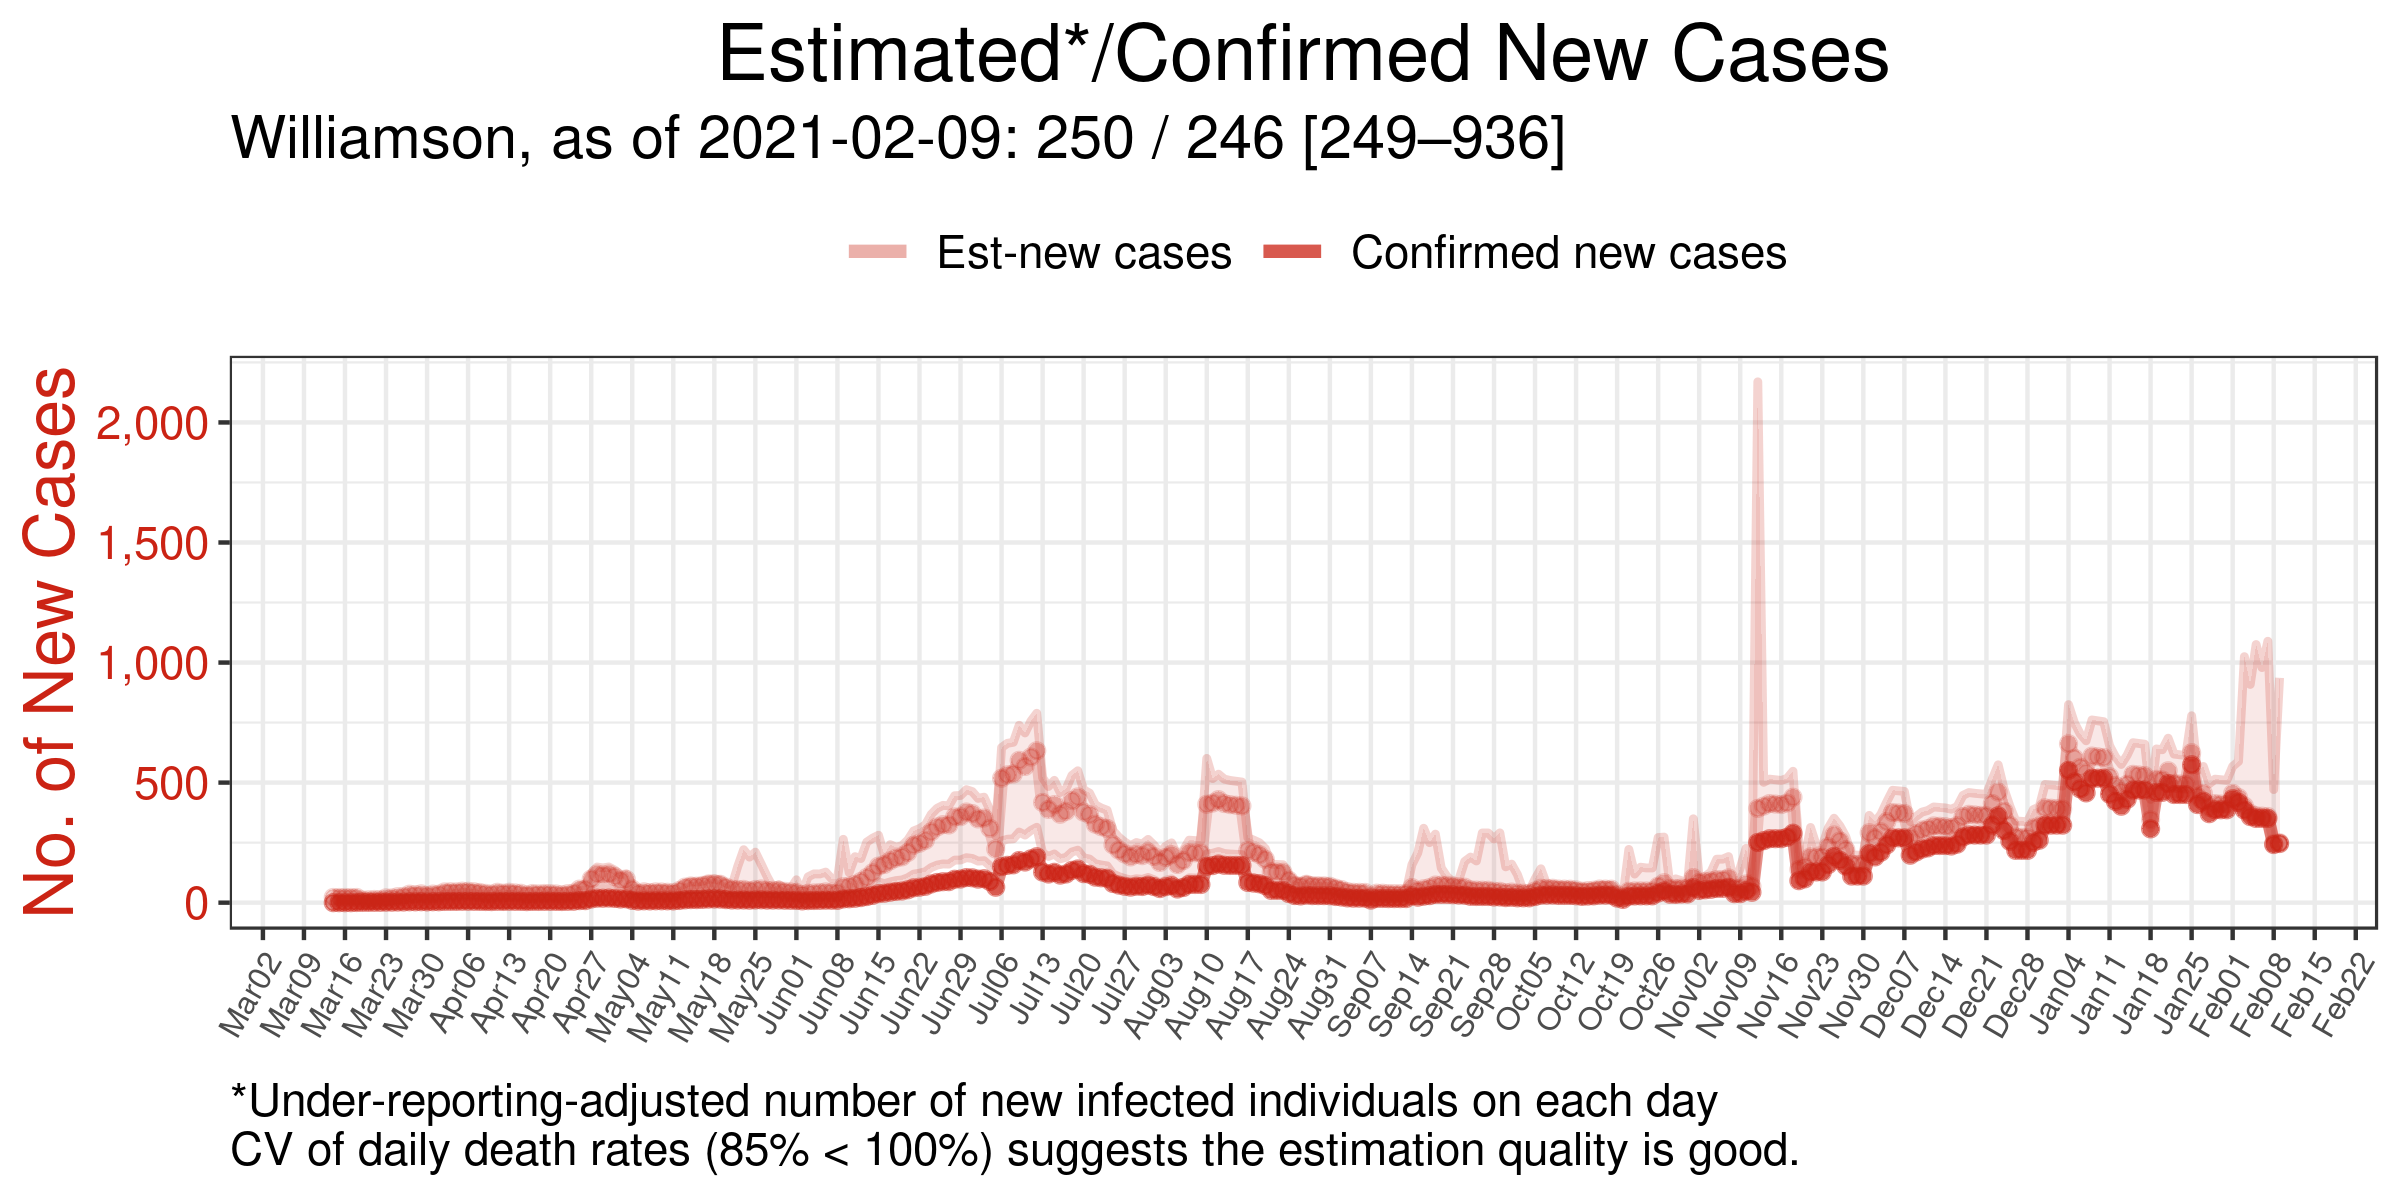 Estimated*/Confirmed New Cases
Williamson, as of 2021-02-09: 250 / 246 [249–936]
Est-new cases Confirmed new cases
No. of New Cases
2,000
1,500
1,000
500
0
Mar02 Mar09 Mar16 Mar23 Mar30 Apr06 Apr13 Apr20 Apr27 May04 May11 May18 May25 Jun01 Jun08 Jun15 Jun22 Jun29 Jul06 Jul13 Jul20 Jul27 Aug03 Aug10 Aug17 Aug24 Aug31 Sep07 Sep14 Sep21 Sep28 Oct05 Oct12 Oct19 Oct26 Nov02 Nov09 Nov16 Nov23 Nov30 Dec07 Dec14 Dec21 Dec28 Jan04 Jan11 Jan18 Jan25 Feb01 Feb08 Feb15 Feb22
*Under-reporting-adjusted number of new infected individuals on each day
CV of daily death rates (85% < 100%) suggests the estimation quality is good.